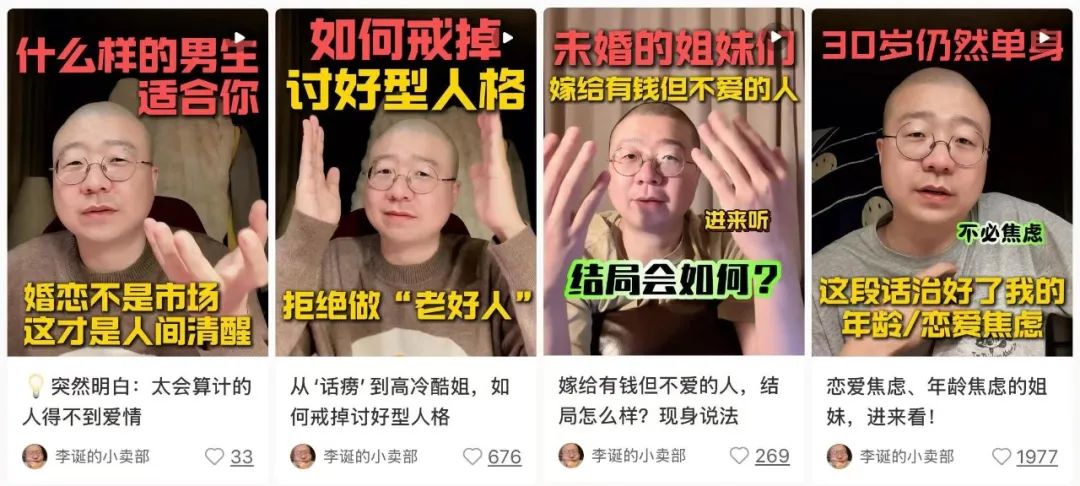 什么样的男生
适合你
婚恋不是市场
这才是人间清醒
💡突然明白：太会算计的
人得不到爱情
李诞的小卖部
33
如何戒掉
讨好型人格
拒绝做“老好人”
从‘话痨’到高冷酷姐，如
何戒掉讨好型人格
李诞的小卖部
676
未婚的姐妹们
嫁给有钱但不爱的人
进来听
结局会如何？
嫁给有钱但不爱的人，结
局怎么样？现身说法
李诞的小卖部
269
30岁仍然单身
不必焦虑
这段话治好了我的
年龄/恋爱焦虑
恋爱焦虑、年龄焦虑的姐
妹，进来看！
李诞的小卖部
1977